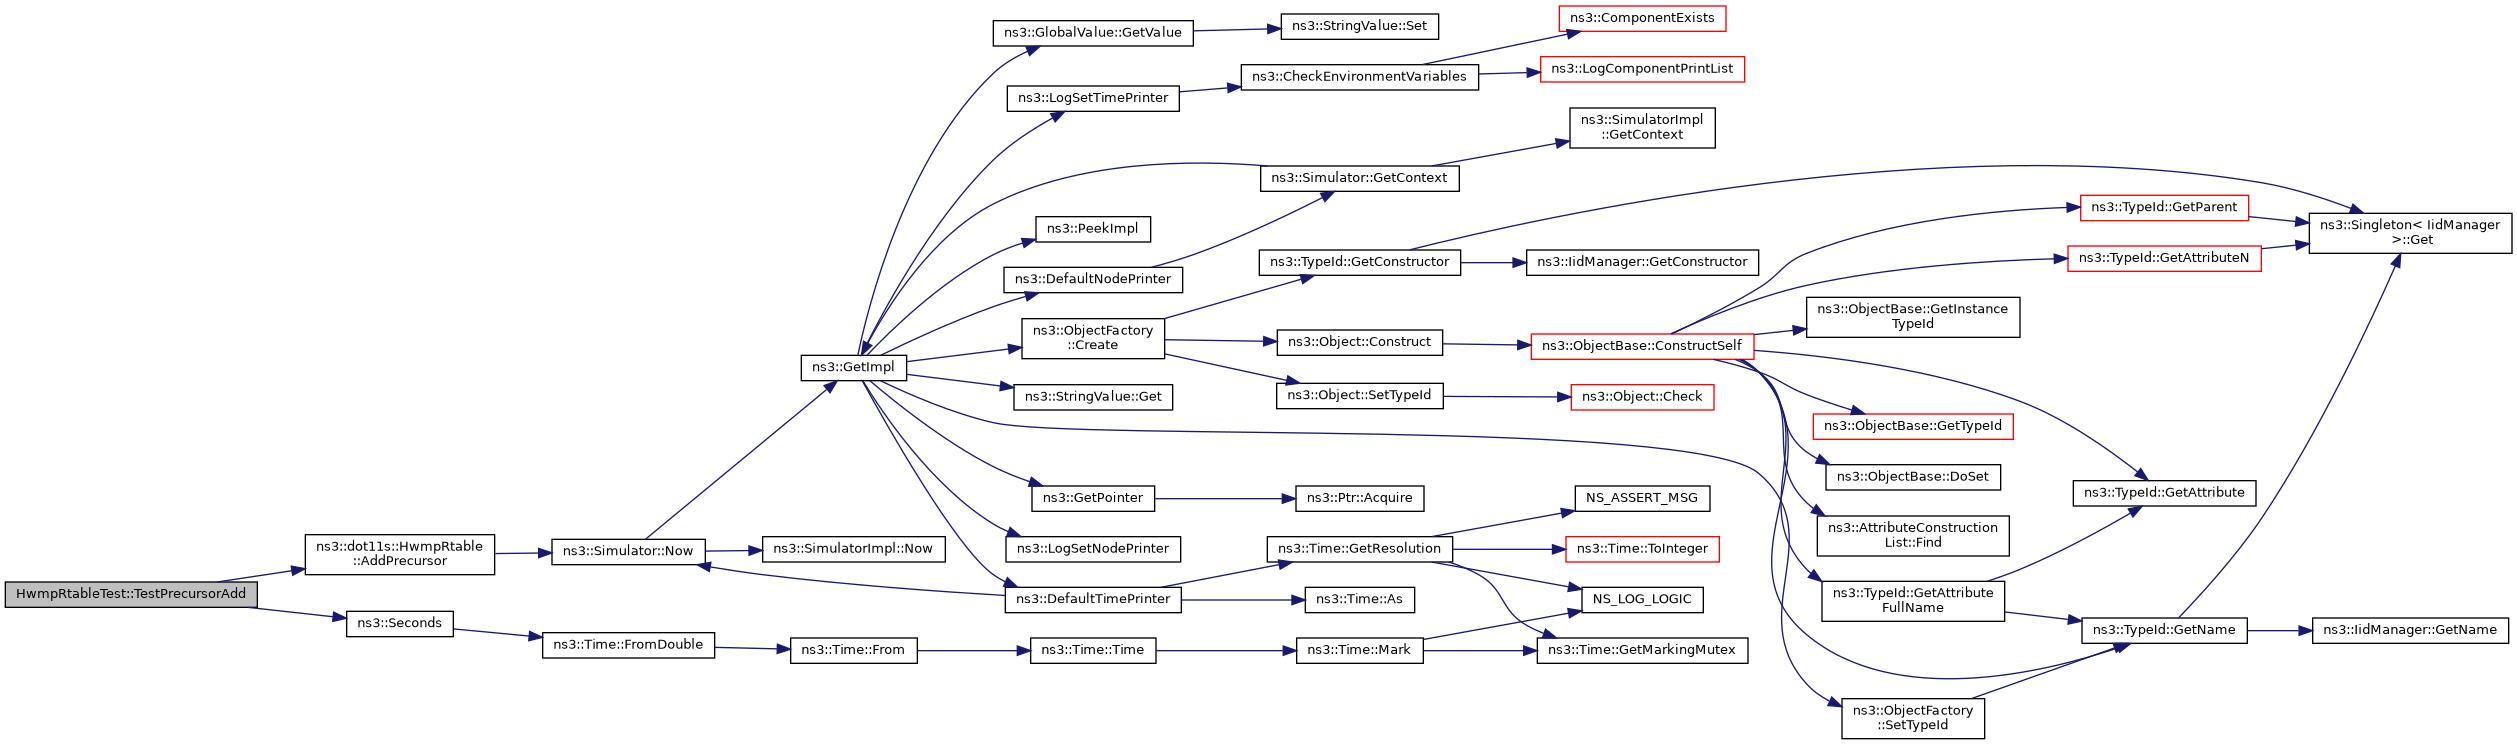 ns3::ComponentExists
ns3::StringValue::Set
ns3::GlobalValue::GetValue
ns3::LogComponentPrintList
ns3::CheckEnvironmentVariables
ns3::LogSetTimePrinter
ns3::SimulatorImpl
::GetContext
ns3::Simulator::GetContext
ns3::TypeId::GetParent
ns3::Singleton< IidManager
>::Get
ns3::PeekImpl
ns3::TypeId::GetAttributeN
ns3::TypeId::GetConstructor
ns3::IidManager::GetConstructor
ns3::DefaultNodePrinter
ns3::ObjectBase::GetInstance
TypeId
ns3::ObjectFactory
::Create
ns3::Object::Construct
ns3::ObjectBase::ConstructSelf
ns3::GetImpl
ns3::StringValue::Get
ns3::Object::SetTypeId
ns3::Object::Check
ns3::ObjectBase::GetTypeId
ns3::ObjectBase::DoSet
ns3::TypeId::GetAttribute
ns3::GetPointer
ns3::Ptr::Acquire
NS_ASSERT_MSG
ns3::AttributeConstruction
List::Find
ns3::dot11s::HwmpRtable
::AddPrecursor
ns3::Simulator::Now
ns3::SimulatorImpl::Now
ns3::LogSetNodePrinter
ns3::Time::GetResolution
ns3::Time::ToInteger
HwmpRtableTest::TestPrecursorAdd
ns3::DefaultTimePrinter
ns3::Time::As
NS_LOG_LOGIC
ns3::TypeId::GetAttribute
FullName
ns3::Seconds
ns3::TypeId::GetName
ns3::IidManager::GetName
ns3::Time::FromDouble
ns3::Time::From
ns3::Time::Time
ns3::Time::Mark
ns3::Time::GetMarkingMutex
ns3::ObjectFactory
::SetTypeId